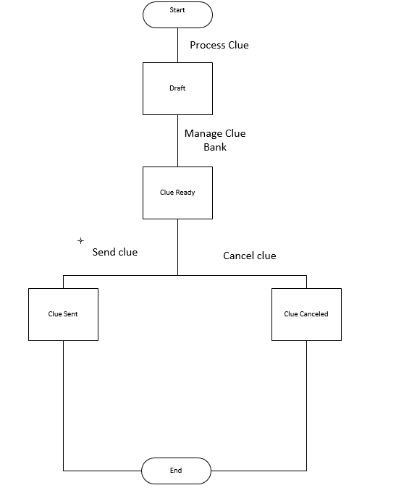 Start
Process Clue
Draft
Manage Clue
Bank
Clue Ready
Send clue
Cancel clue
Clue Sent
Clue Canceled
End